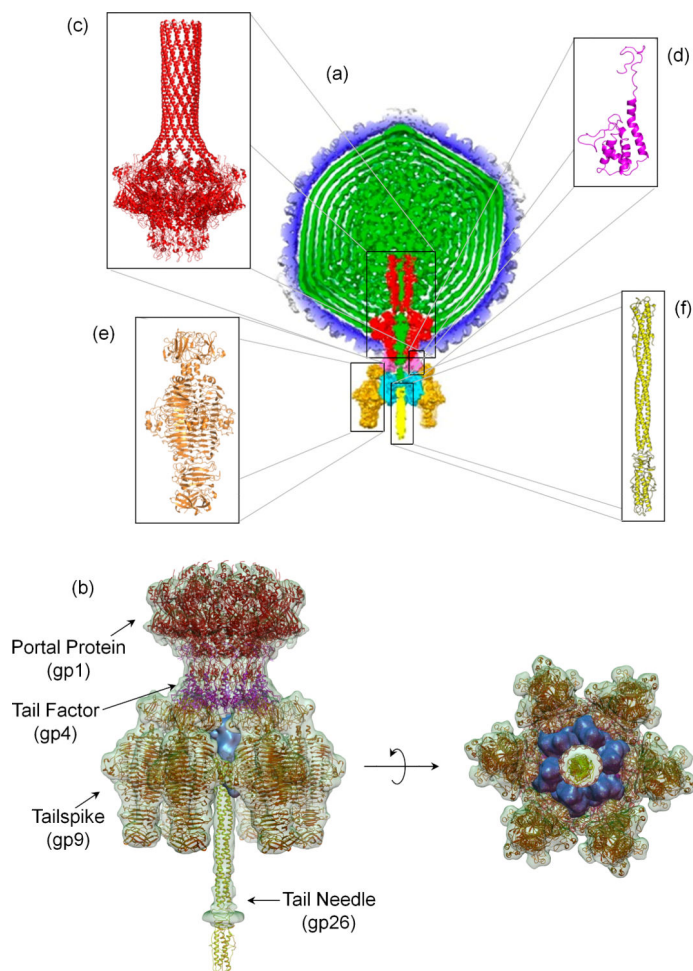 (c)
(a)
(d)
(e)
(f)
(b)
Portal Protein
(gp1)
Tail Factor
(gp4)
Tailspike
(gp9)
Tail Needle
(gp26)